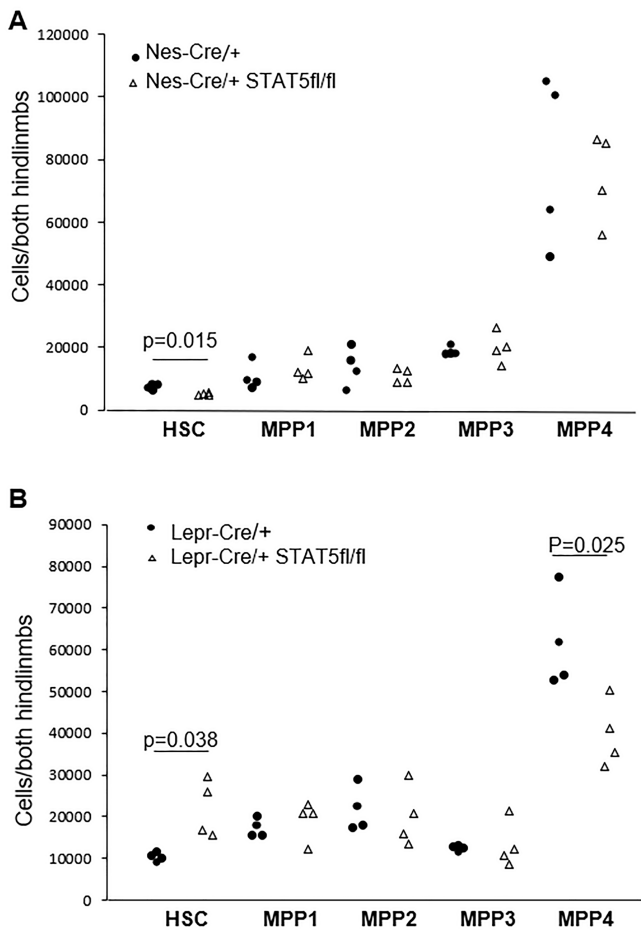 A
120000
Nes-Cre/+
Nes-Cre/+ STAT5fl/fl
100000
80000
60000
40000
20000
0
Cells/both hindlinmbs
p=0.015
HSC MPP1 MPP2 MPP3 MPP4
B
90000
Lepr-Cre/+
Lepr-Cre/+ STAT5fl/fl
P=0.025
80000
70000
60000
50000
40000
30000
20000
10000
0
Cells/both hindlinmbs
p=0.038
HSC MPP1 MPP2 MPP3 MPP4